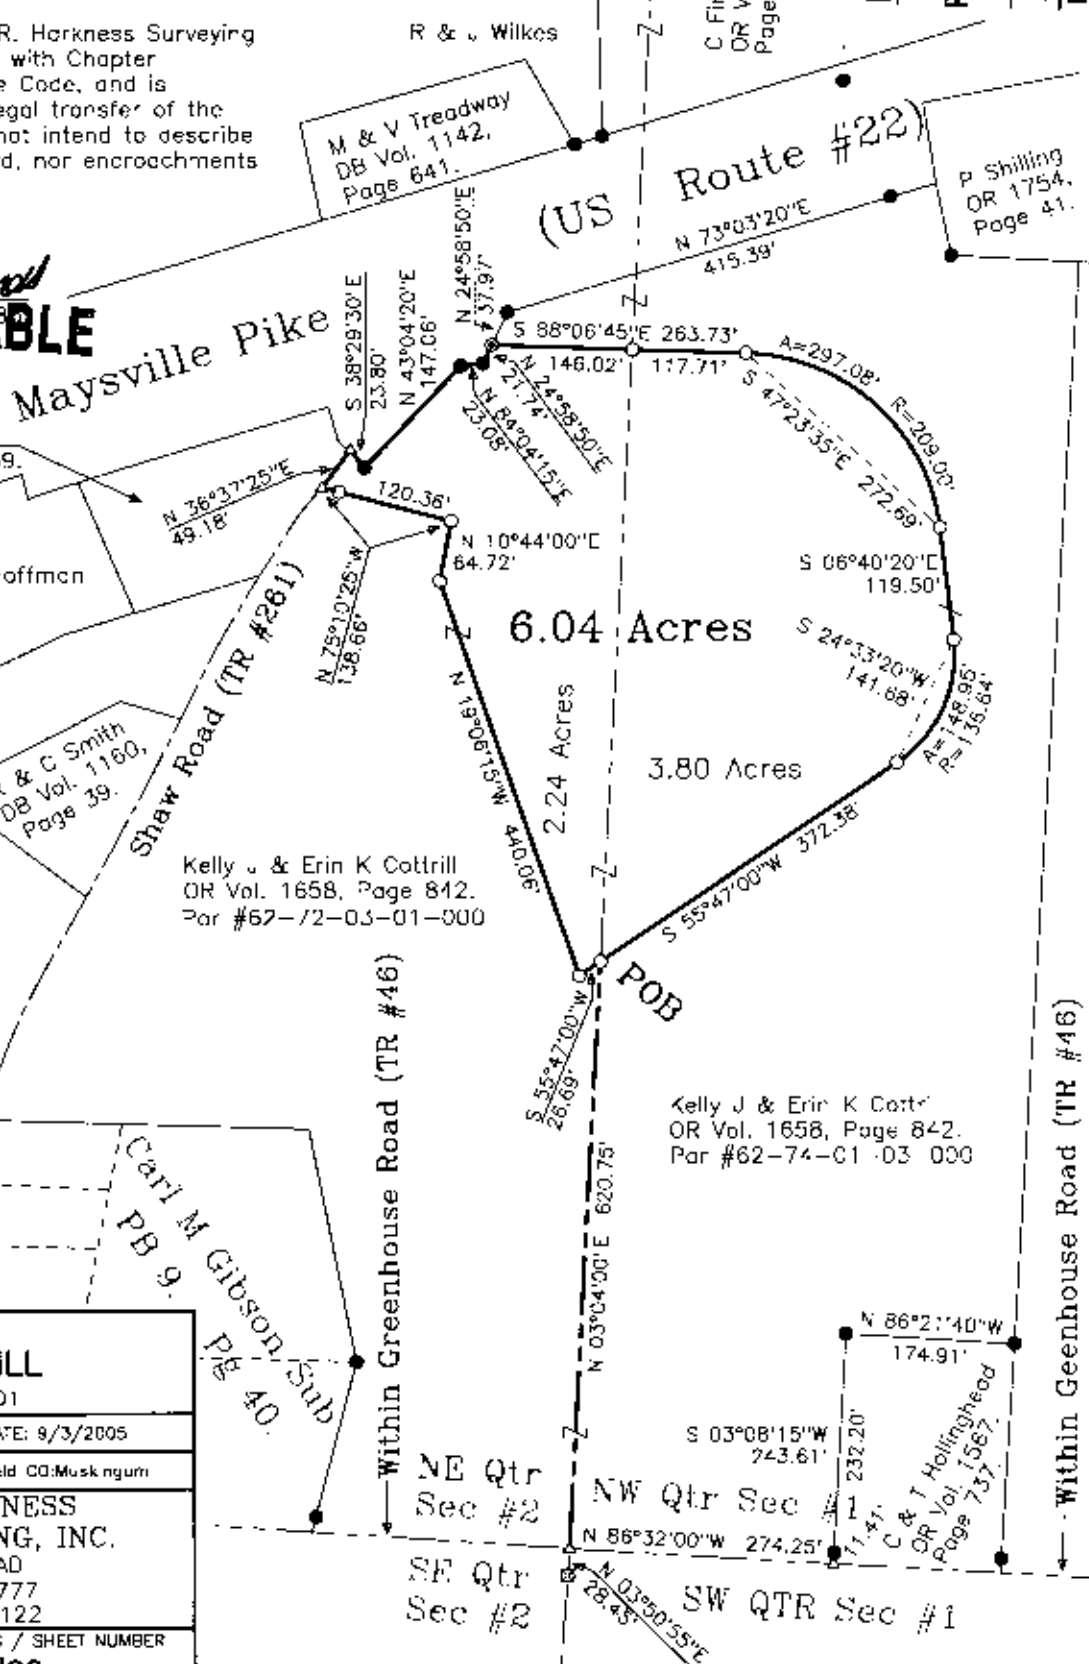 R. Harkness Surveying
with Chapter
e Code, and is
egal transfer of the
not intend to describe
d, nor encroachments
R & J Wilkes
M & V Treadway
DB Vol. 1142,
Page 641.
(US Route #22)
P Shilling
OR 1754,
Page 41.
N 73°03'20"E
415.39'
BLE
Maysville Pike
S 38°29'30"E
23.80'
N 43°04'20"E
147.06'
N 24°58'50"E
37.97'
S 88°06'45"E 263.73'
146.02'
117.71'
N 24°58'50"E
21.74'
N 84°04'15"E
23.08'
A=297.08'
R=209.00'
S 47°23'35"E 272.69'
N 36°37'25"E
49.18'
120.36'
N 10°44'00"E
64.72'
N 75°10'25"W
138.66'
S 06°40'20"E
119.50'
6.04 Acres
S 24°33'20"W
141.68'
A=148.95'
R=135.64'
offman
Shaw Road (TR #261)
& C Smith
DB Vol. 1160,
Page 39.
N 19°06'15"W 440.06'
2.24 Acres
3.80 Acres
S 55°47'00"W 372.38'
Kelly J & Erin K Cottrill
OR Vol. 1658, Page 842.
Par #62-72-03-01-000
POB
S 55°47'00"W
26.69'
Within Greenhouse Road (TR #46)
Within Geenhouse Road (TR #46)
Kelly J & Erin K Cottr
OR Vol. 1658, Page 842.
Par #62-74-01-03 000
N 03°04'00"E 620.75'
Carl M Gibson Sub
PB 9. Pg 40.
N 86°21'40"W
174.91'
S 03°08'15"W
243.61'
232.20'
11.41'
C & T Hollinghead
OR Vol. 1567,
Page 737.
NE Qtr
Sec #2
NW Qtr Sec #1
N 86°32'00"W 274.25'
SE Qtr
Sec #2
N 03°50'55"E
28.45'
SW QTR Sec #1
LL
01
ATE: 9/3/2005
eld CO:Muskingum
NESS
NG, INC.
AD
777
122
S / SHEET NUMBER